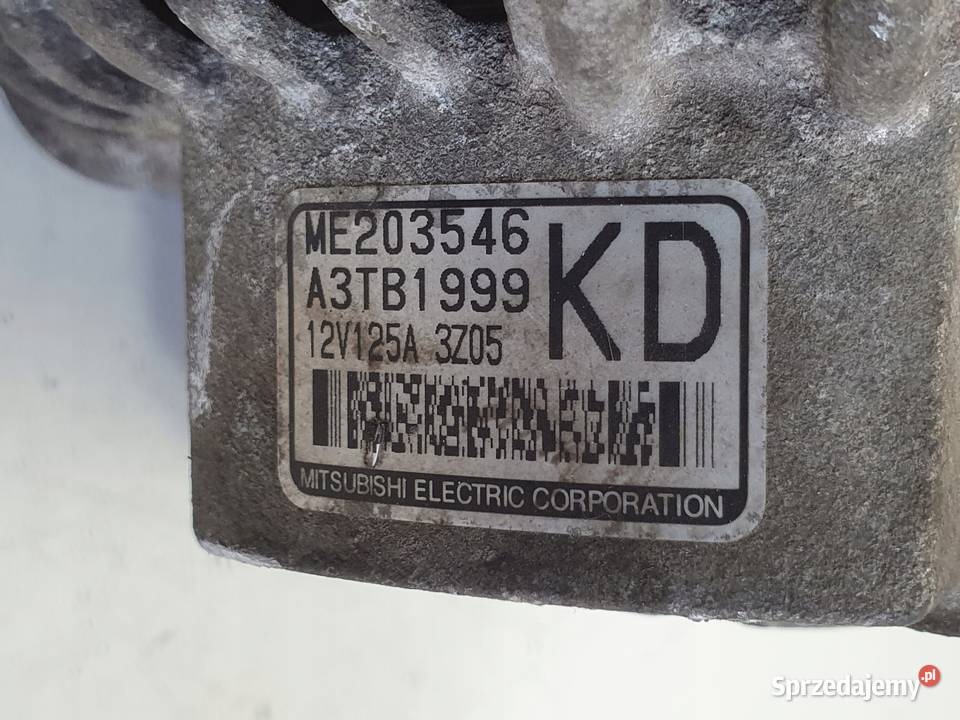 ME203546
A3TB1999
KD
12V125A 3Z05
MITSUBISHI ELECTRIC CORPORATION
Sprzedajemy.pl